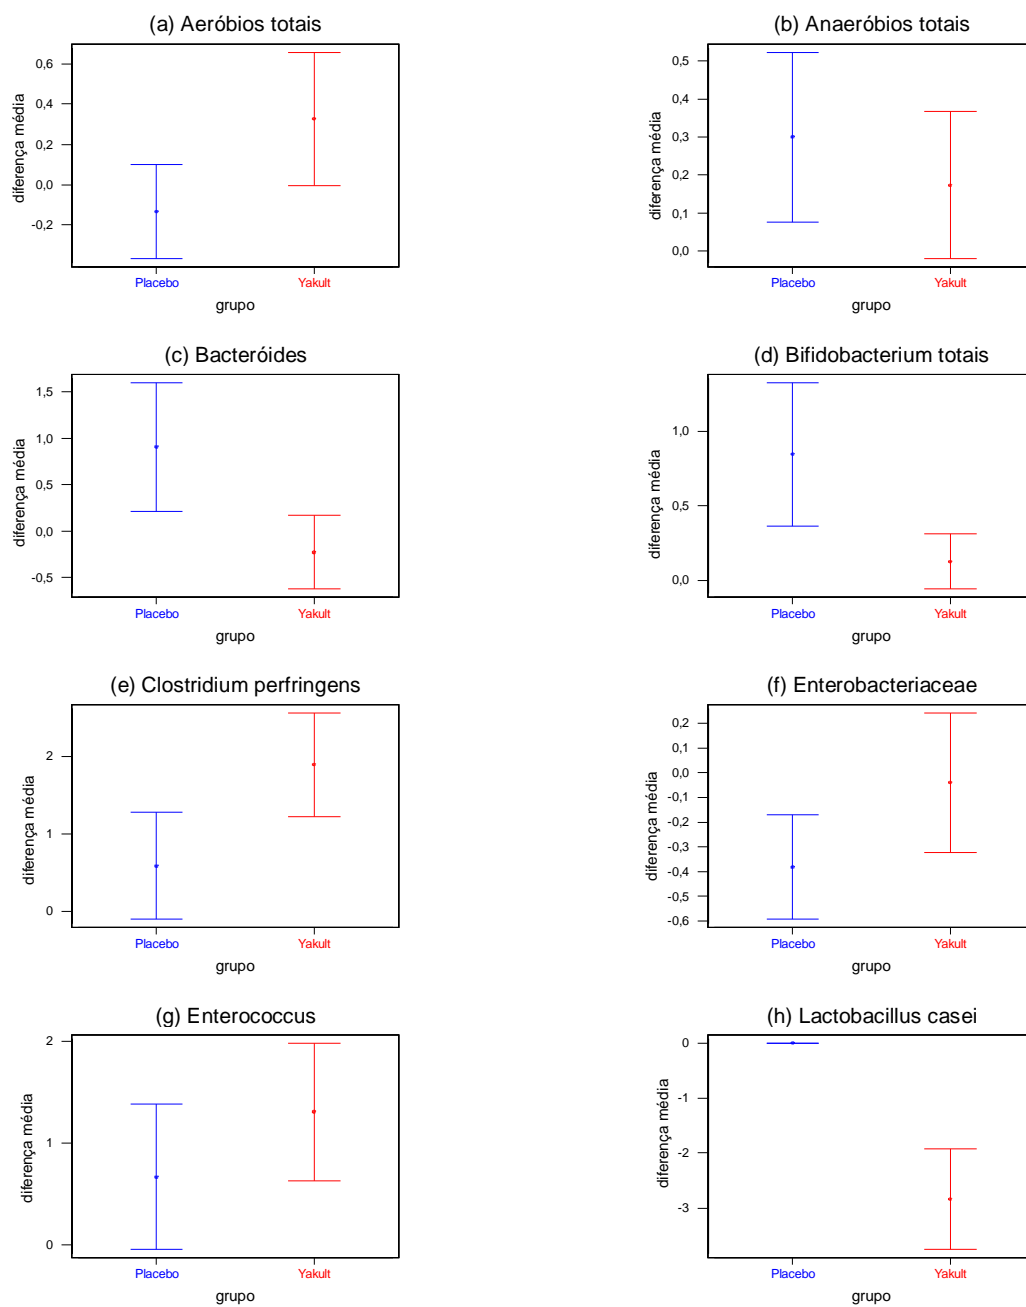 (a) Aeróbios totais
0,6
0,4
0,2
0,0
-0,2
diferença média
Placebo
Yakult
grupo
(b) Anaeróbios totais
0,5
0,4
0,3
0,2
0,1
0,0
diferença média
Placebo
Yakult
grupo
(c) Bacteróides
1,5
1,0
0,5
0,0
-0,5
diferença média
Placebo
Yakult
grupo
(d) Bifidobacterium totais
1,0
0,5
0,0
diferença média
Placebo
Yakult
grupo
(e) Clostridium perfringens
2
1
0
diferença média
Placebo
Yakult
grupo
(f) Enterobacteriaceae
0,2
0,1
0,0
-0,1
-0,2
-0,3
-0,4
-0,5
-0,6
diferença média
Placebo
Yakult
grupo
(g) Enterococcus
2
1
0
diferença média
Placebo
Yakult
grupo
(h) Lactobacillus casei
0
-1
-2
-3
diferença média
Placebo
Yakult
grupo